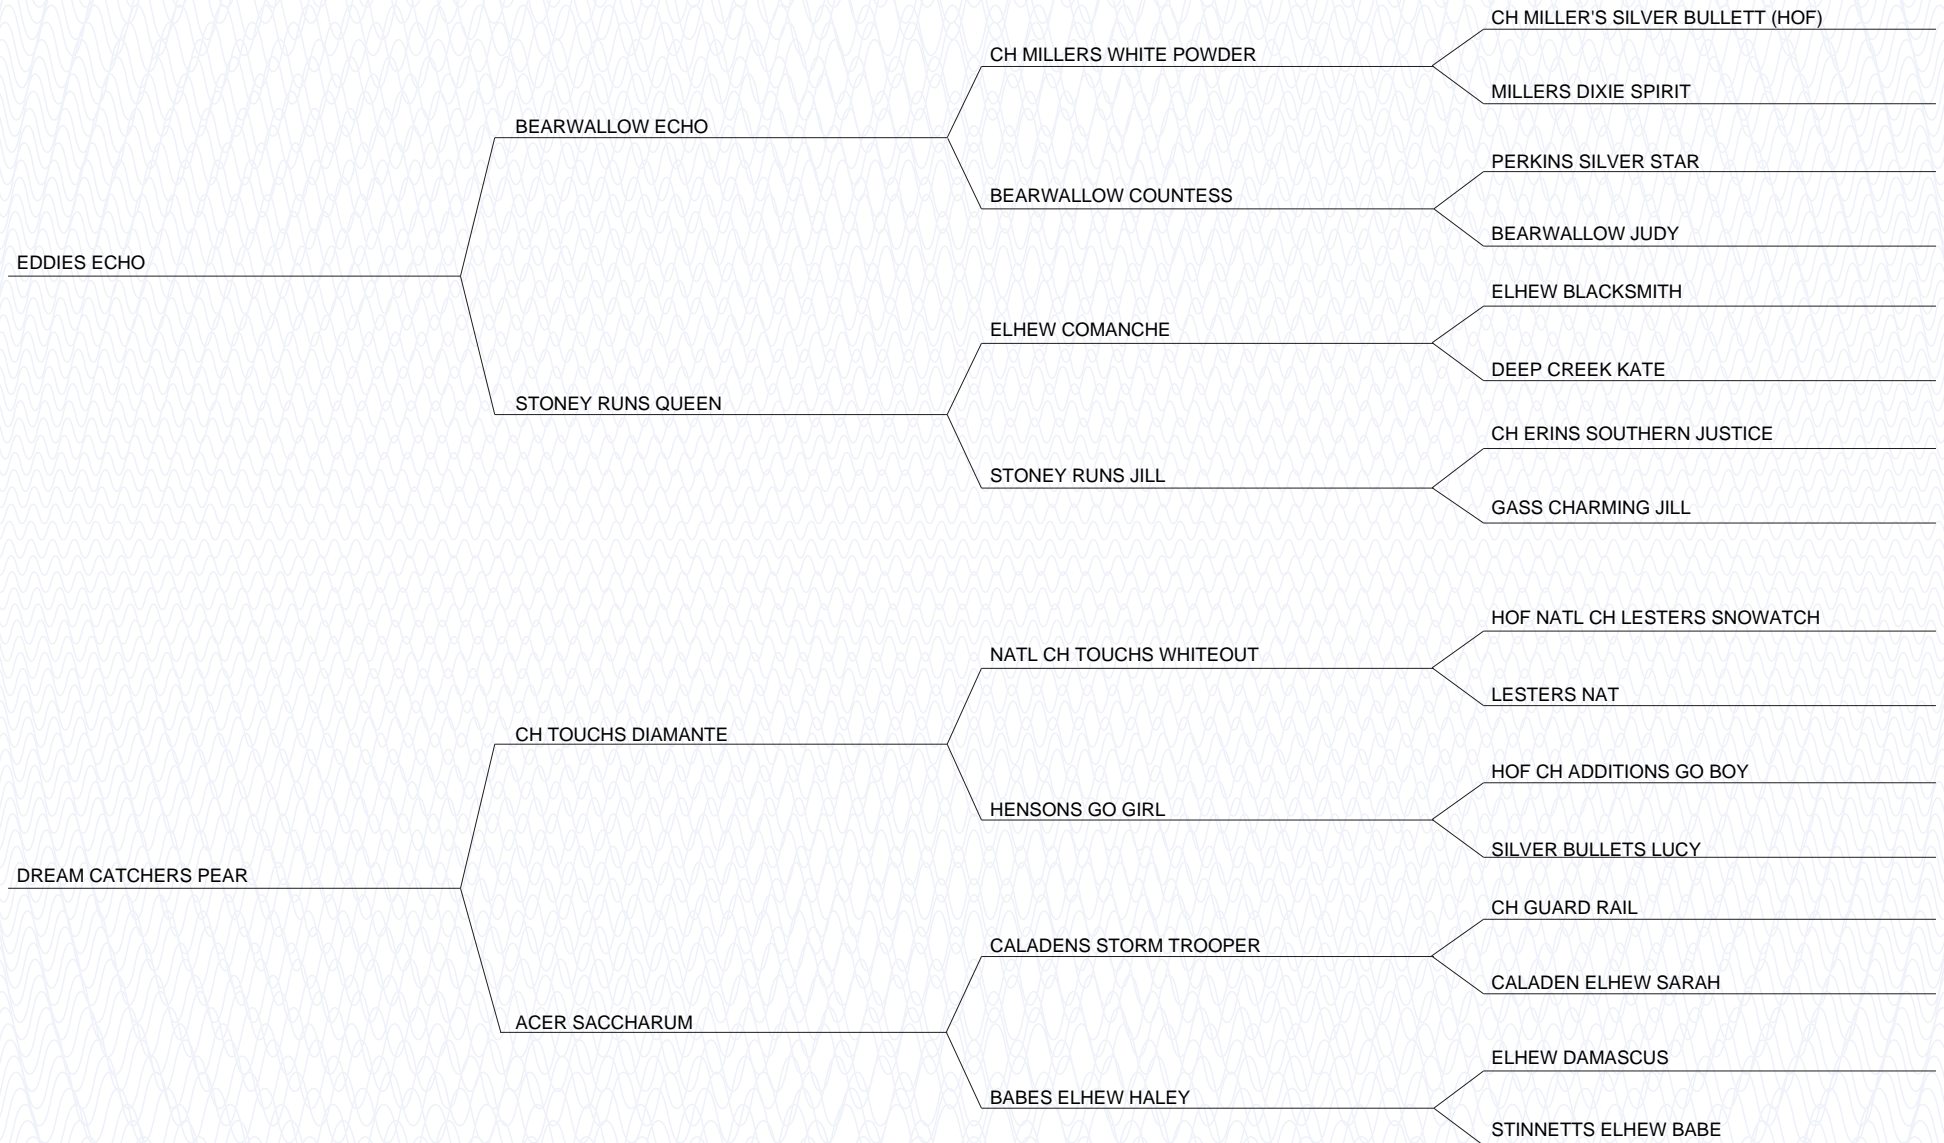 CH MILLER'S SILVER BULLETT (HOF)
CH MILLERS WHITE POWDER
MILLERS DIXIE SPIRIT
BEARWALLOW ECHO
PERKINS SILVER STAR
BEARWALLOW COUNTESS
BEARWALLOW JUDY
EDDIES ECHO
ELHEW BLACKSMITH
ELHEW COMANCHE
DEEP CREEK KATE
STONEY RUNS QUEEN
CH ERINS SOUTHERN JUSTICE
STONEY RUNS JILL
GASS CHARMING JILL
HOF NATL CH LESTERS SNOWATCH
NATL CH TOUCHS WHITEOUT
LESTERS NAT
CH TOUCHS DIAMANTE
HOF CH ADDITIONS GO BOY
HENSONS GO GIRL
SILVER BULLETS LUCY
DREAM CATCHERS PEAR
CH GUARD RAIL
CALADENS STORM TROOPER
CALADEN ELHEW SARAH
ACER SACCHARUM
ELHEW DAMASCUS
BABES ELHEW HALEY
STINNETTS ELHEW BABE